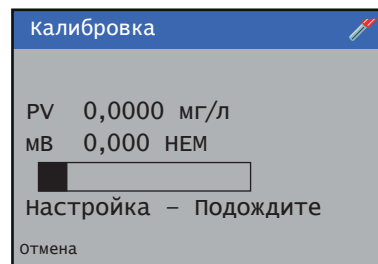 Калибровка
PV 0,0000 мг/л
мВ 0,000 НЕМ
Настройка – Подождите
Отмена